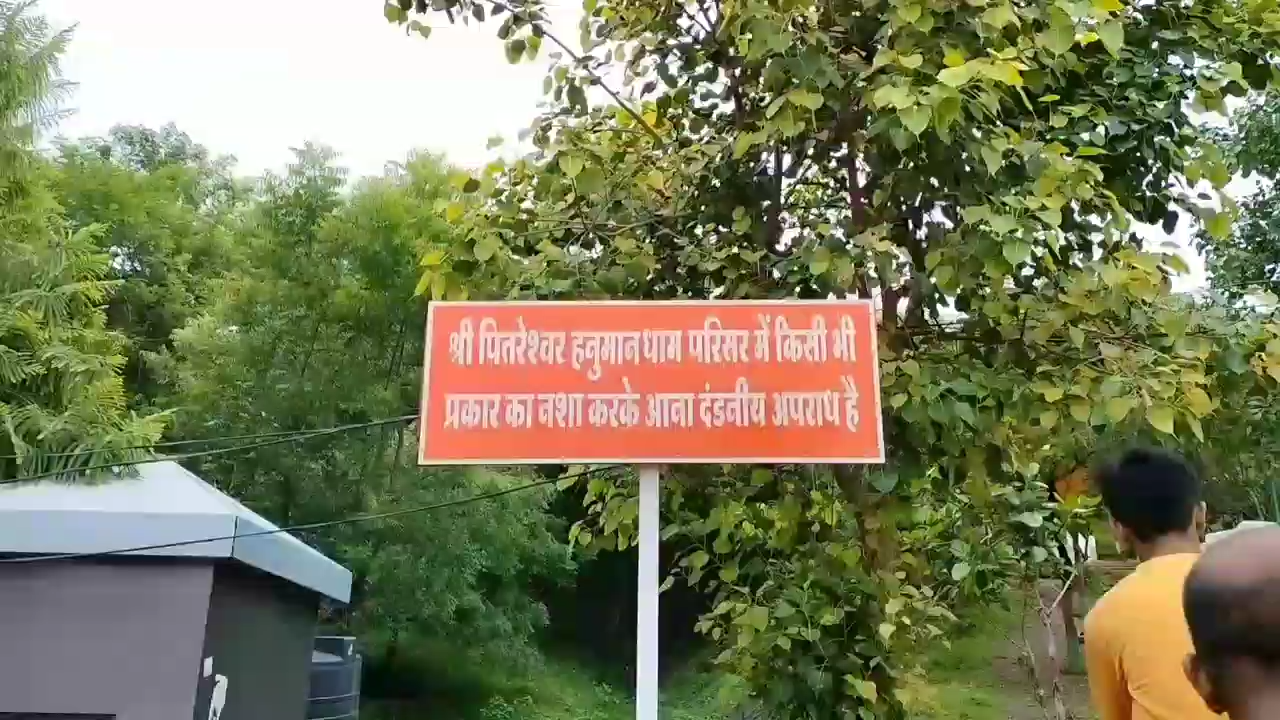 श्री पितरेश्वर हनुमान धाम परिसर में किसी भी
प्रकार का नशा करके आना दंडनीय अपराध है